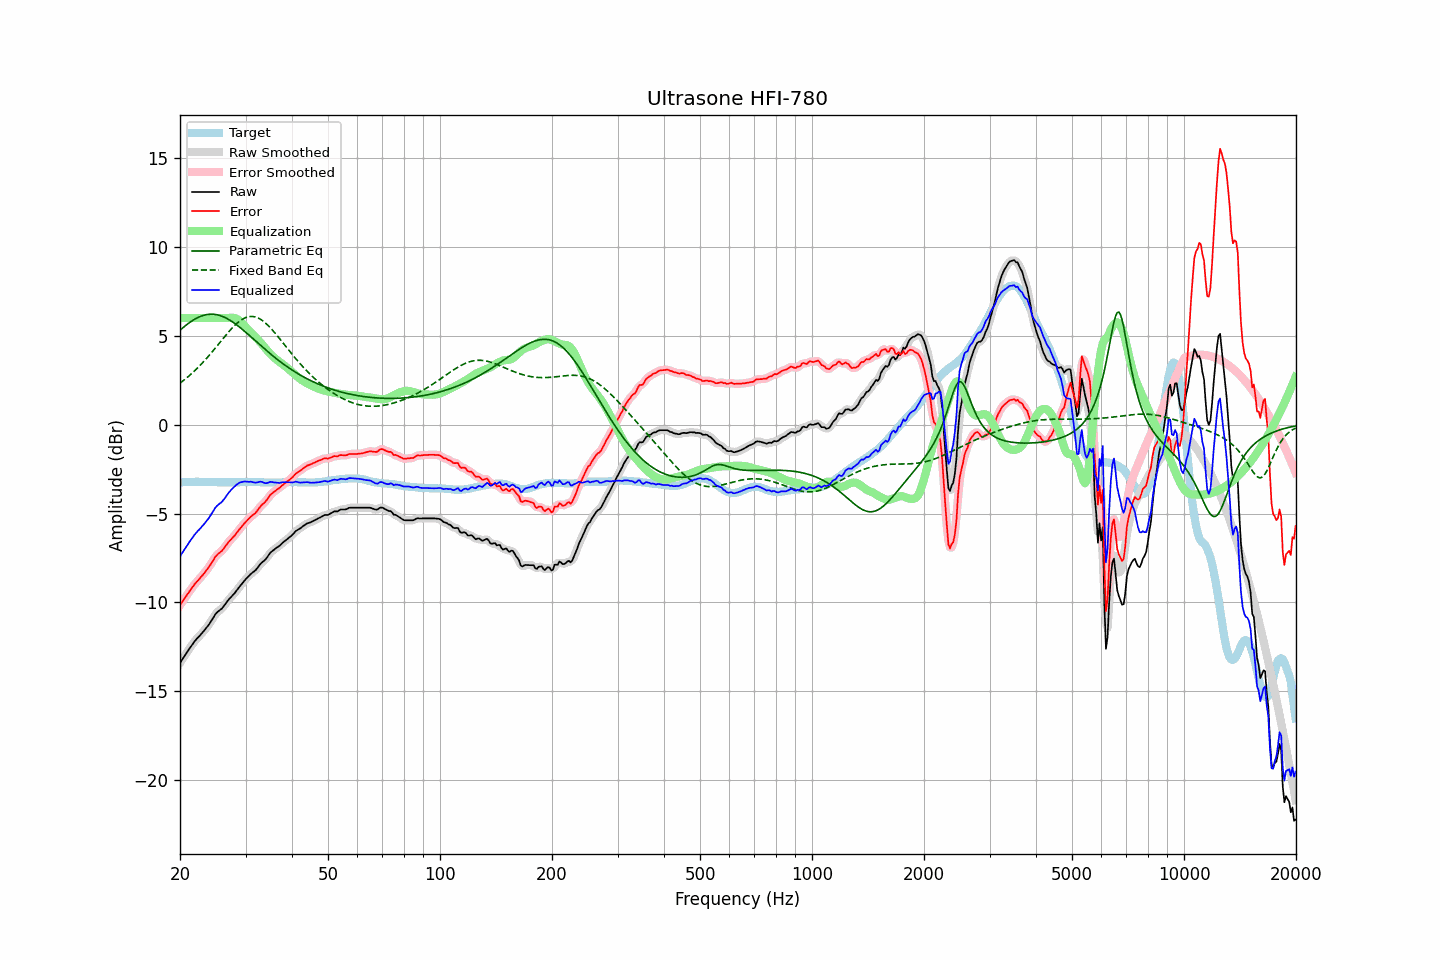 Ultrasone HFI-780
Target
Raw Smoothed
Error Smoothed
Raw
Error
Equalization
Parametric Eq
Fixed Band Eq
Equalized
Amplitude (dBr)
15
10
5
0
−5
−10
−15
−20
20 50 100 200 500 1000 2000 5000 10000 20000
Frequency (Hz)